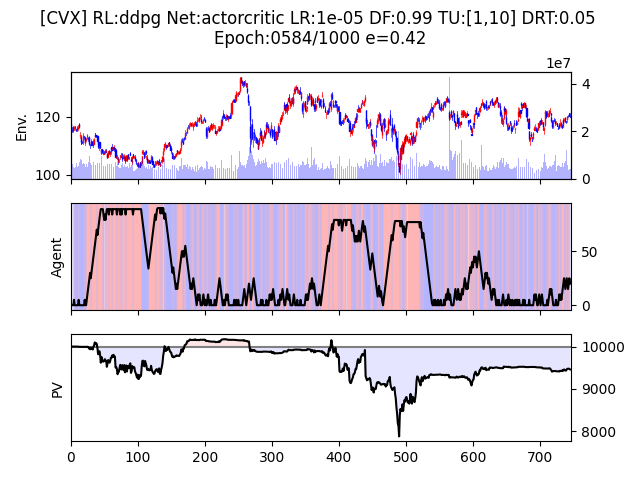 [CVX] RL:ddpg Net:actorcritic LR:1e-05 DF:0.99 TU:[1,10] DRT:0.05
Epoch:0584/1000 e=0.42
1e7
Env.
120
100
4
2
0
Agent
50
0
PV
10000
9000
8000
0 100 200 300 400 500 600 700